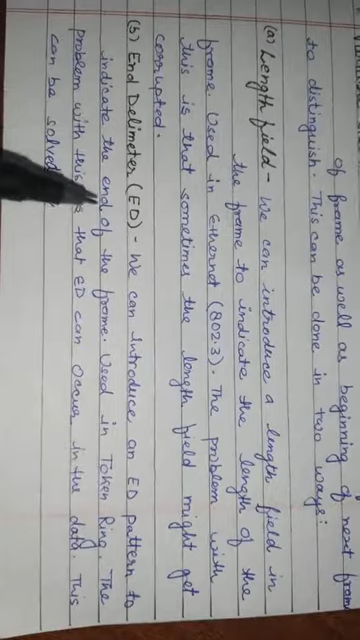 of frame as well as beginning of next frame
to distinguish. This can be done in two ways:
(a) Length field - We can introduce a length field in
the frame to indicate the length of the
frame. Used in Ethernet (802.3). The problem with
this is that sometimes the length field might get
corrupted.
(b) End Delimeter (ED) - We can introduce an ED pattern to
indicate the end of the frame. Used in Token Ring. The
problem with this is that ED can occur in the data. This
can be solved